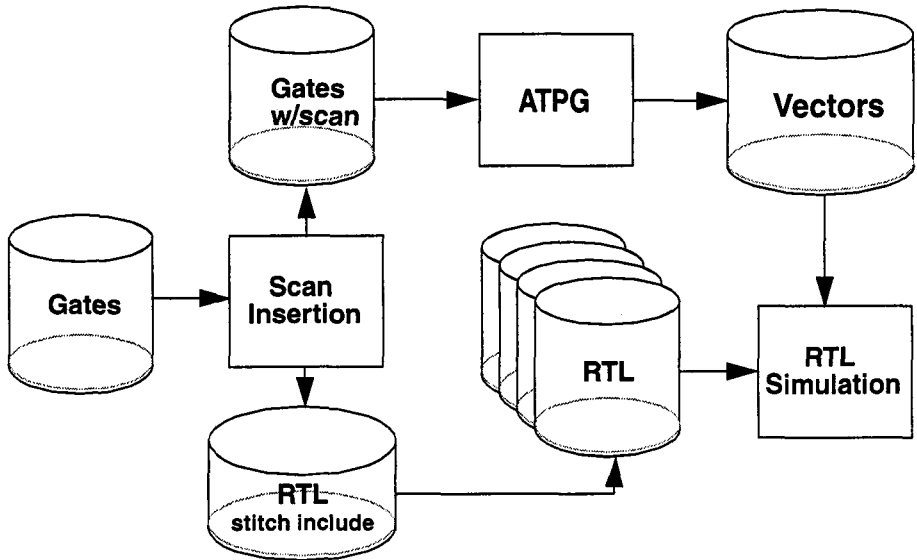 Gates
w/scan
ATPG
Vectors
Gates
Scan
Insertion
RTL
RTL
Simulation
RTL
stitch include